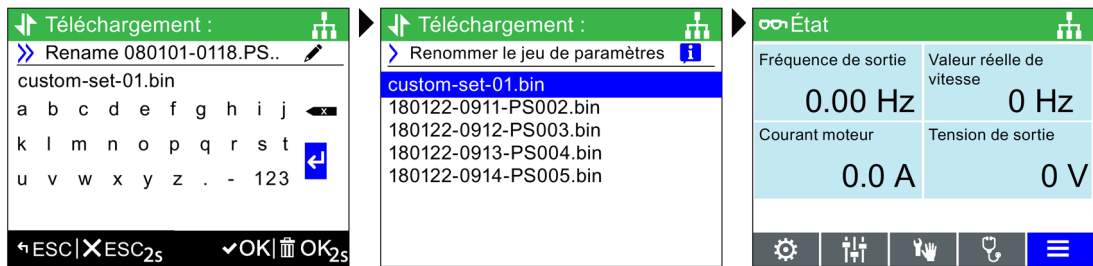 Téléchargement :
Rename 080101-0118.PS..
custom-set-01.bin
a b c d e f g h i j
k l m n o p q r s t
u v w x y z . - 123
ESC | ESC2s OK | OK2s
Téléchargement :
Renommer le jeu de paramètres
custom-set-01.bin
180122-0911-PS002.bin
180122-0912-PS003.bin
180122-0913-PS004.bin
180122-0914-PS005.bin
État
Fréquence de sortie
0.00 Hz
Valeur réelle de
vitesse
0 Hz
Courant moteur
0.0 A
Tension de sortie
0 V